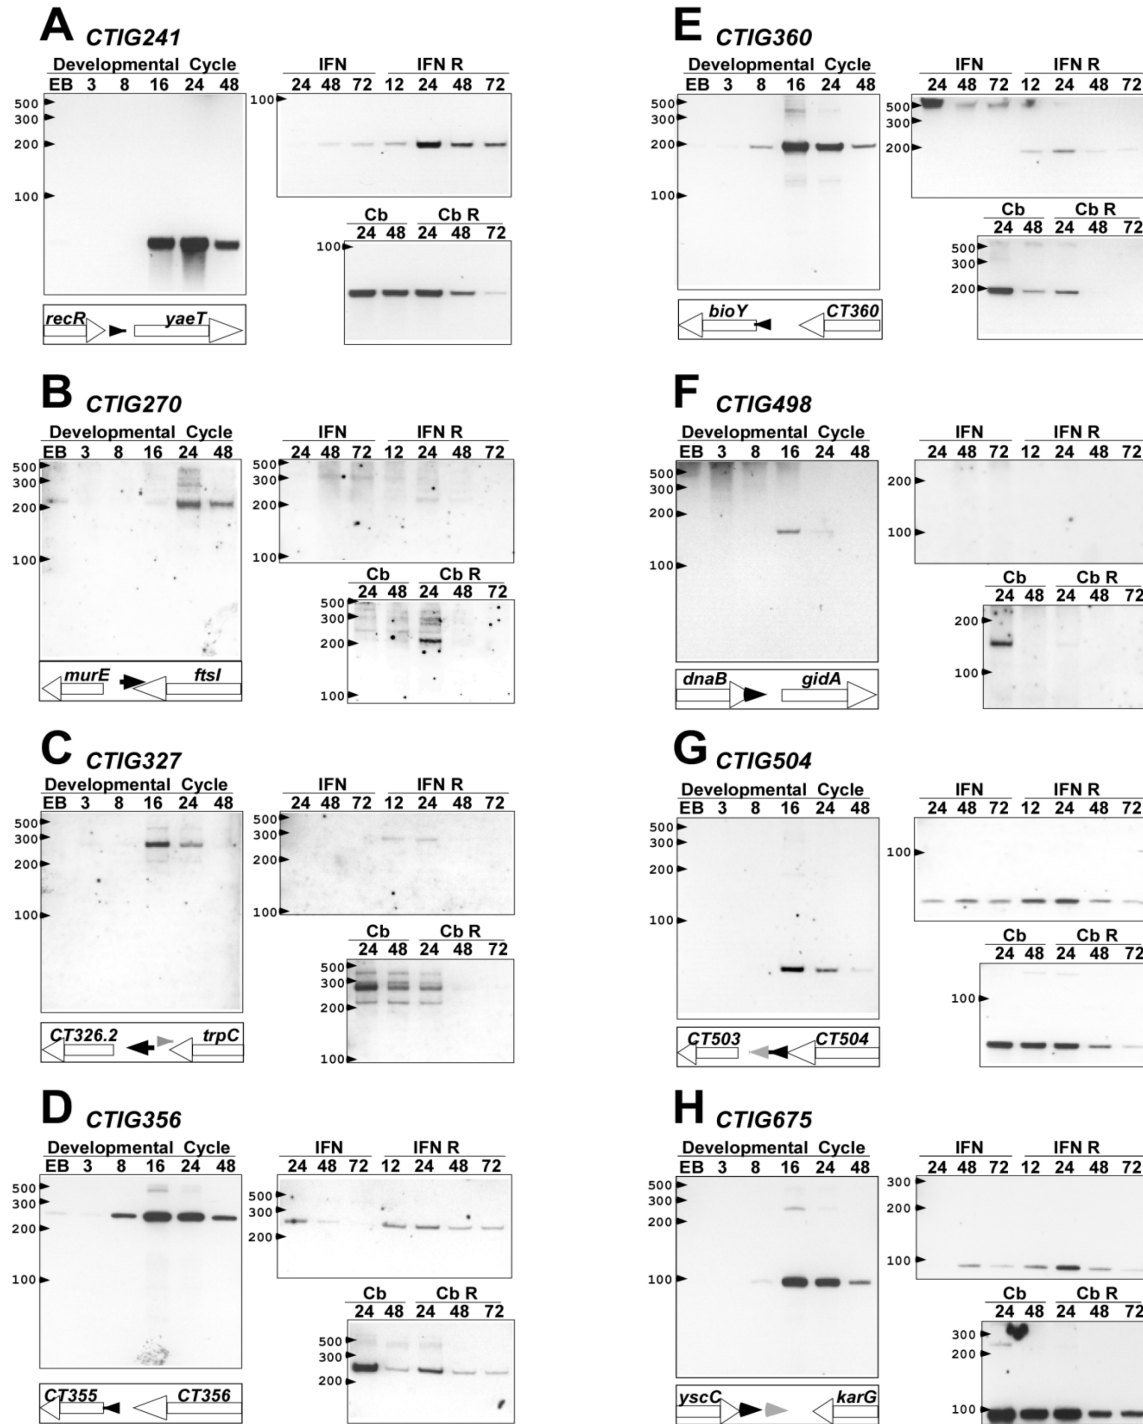 A CTIG241
Developmental Cycle
EB 3 8 16 24 48
500
300
200
100
IFN IFN R
24 48 72 12 24 48 72
100
Cb Cb R
24 48 24 48 72
100
recR yaeT
B CTIG270
Developmental Cycle
EB 3 8 16 24 48
500
300
200
100
IFN IFN R
24 48 72 12 24 48 72
500
300
200
100
Cb Cb R
24 48 24 48 72
500
300
200
100
murE ftsI
C CTIG327
Developmental Cycle
EB 3 8 16 24 48
500
300
200
100
IFN IFN R
24 48 72 12 24 48 72
500
300
200
100
Cb Cb R
24 48 24 48 72
500
300
200
100
CT326.2 trpC
D CTIG356
Developmental Cycle
EB 3 8 16 24 48
500
300
200
100
IFN IFN R
24 48 72 12 24 48 72
500
300
200
Cb Cb R
24 48 24 48 72
500
300
200
CT355 CT356
E CTIG360
Developmental Cycle
EB 3 8 16 24 48
500
300
200
100
IFN IFN R
24 48 72 12 24 48 72
500
300
200
Cb Cb R
24 48 24 48 72
500
300
200
bioY CT360
F CTIG498
Developmental Cycle
EB 3 8 16 24 48
500
300
200
100
IFN IFN R
24 48 72 12 24 48 72
200
100
Cb Cb R
24 48 24 48 72
200
100
dnaB gidA
G CTIG504
Developmental Cycle
EB 3 8 16 24 48
500
300
200
100
IFN IFN R
24 48 72 12 24 48 72
100
Cb Cb R
24 48 24 48 72
100
CT503 CT504
H CTIG675
Developmental Cycle
EB 3 8 16 24 48
500
300
200
100
IFN IFN R
24 48 72 12 24 48 72
300
200
100
Cb Cb R
24 48 24 48 72
300
200
100
yscC karG